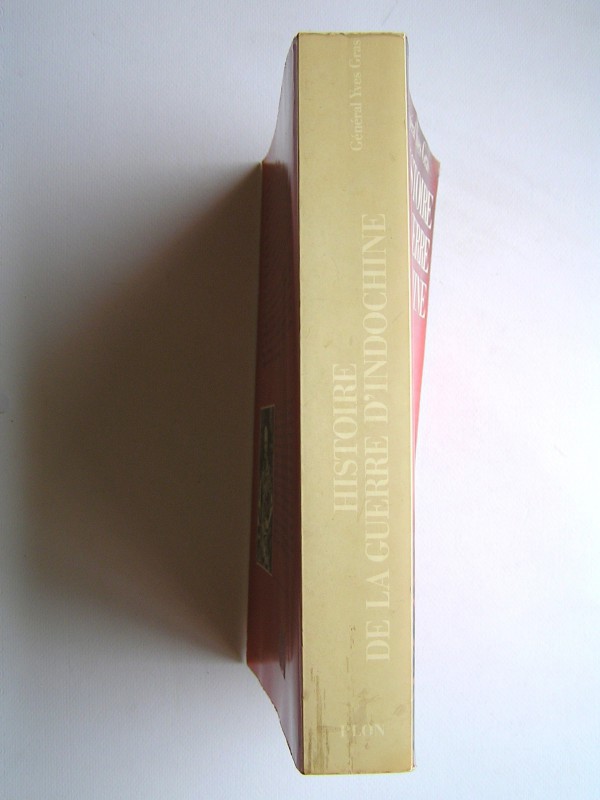 Général Yves Gras
HISTOIRE
DE LA GUERRE D'INDOCHINE
PLON